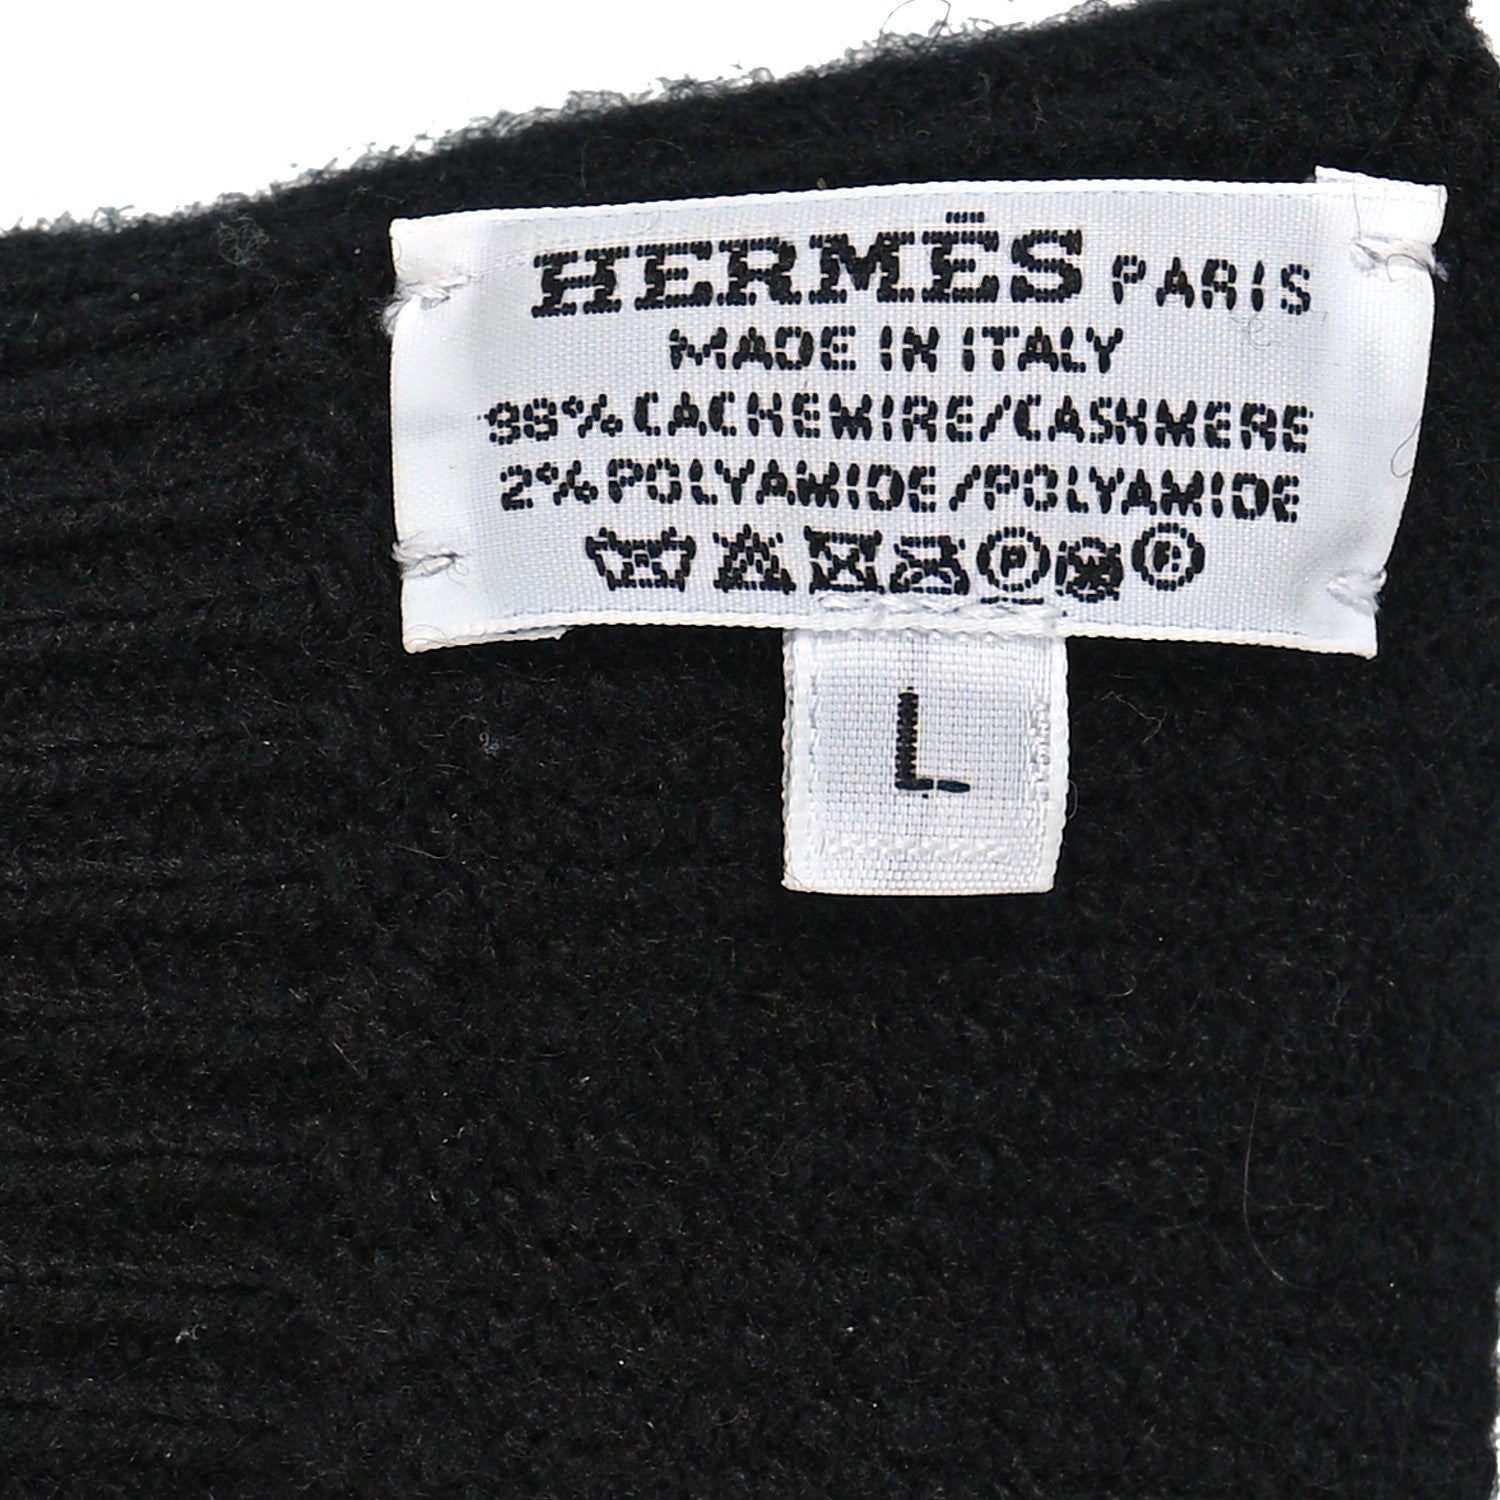 HERMÈS PARIS
MADE IN ITALY
98% CACHEMIRE/CASHMERE
2% POLYAMIDE/POLYAMIDE
P P
L